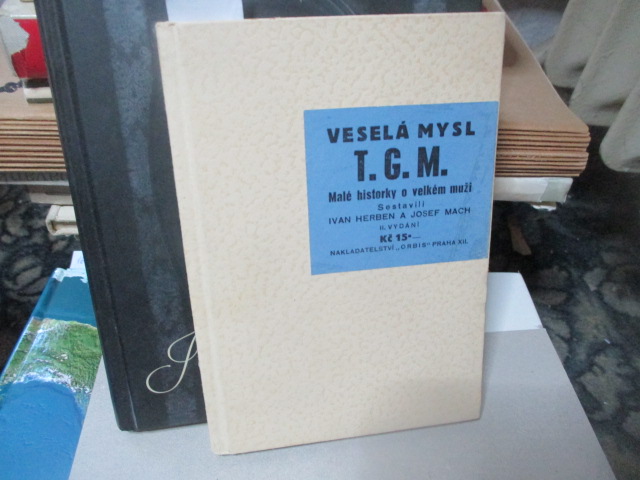 VESELÁ MYSL
T. G. M.
Malé historky o velkém muži
Sestavili
IVAN HERBEN A JOSEF MACH
II. VYDÁNÍ
Kč 15·—
NAKLADATELSTVÍ „ORBIS“ PRAHA XII.